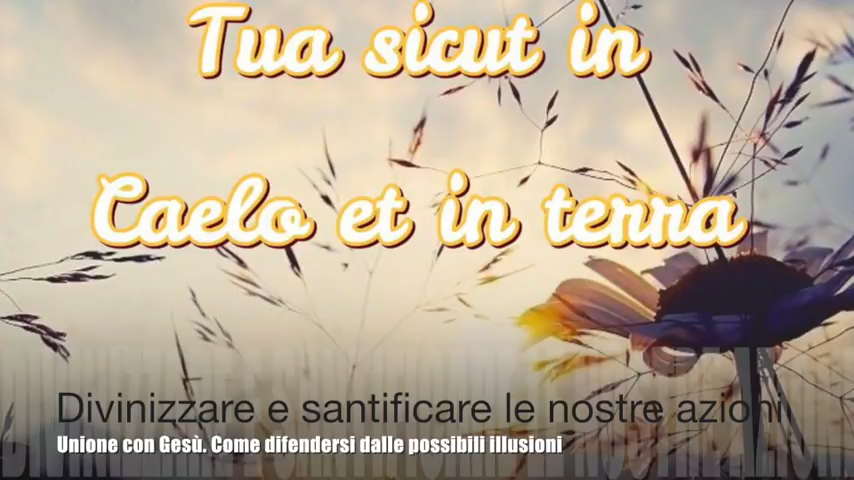 Tua sicut in
Caelo et in terra
Divinizzare e santificare le nostre azioni
Unione con Gesù. Come difendersi dalle possibili illusioni